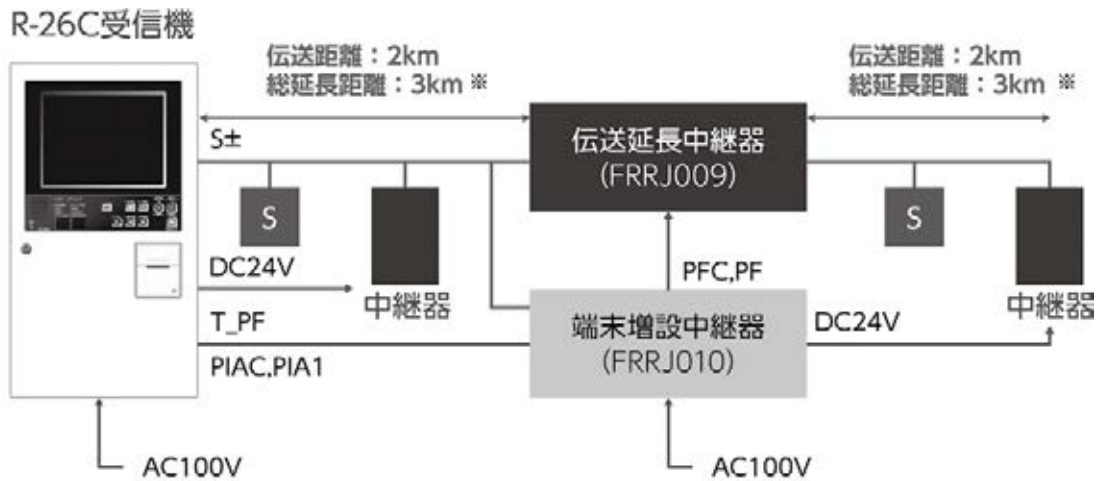 R-26C受信機
伝送距離：2km
総延長距離：3km ※
伝送距離：2km
総延長距離：3km ※
S±
伝送延長中継器
(FRRJ009)
S
S
DC24V
中継器
PFC,PF
中継器
T_PF
端末増設中継器
(FRRJ010)
DC24V
PIAC,PIA1
AC100V
AC100V